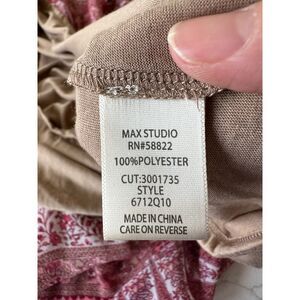 MAX STUDIO
RN#58822
100%POLYESTER
CUT:3001735
STYLE
6712Q10
MADE IN CHINA
CARE ON REVERSE